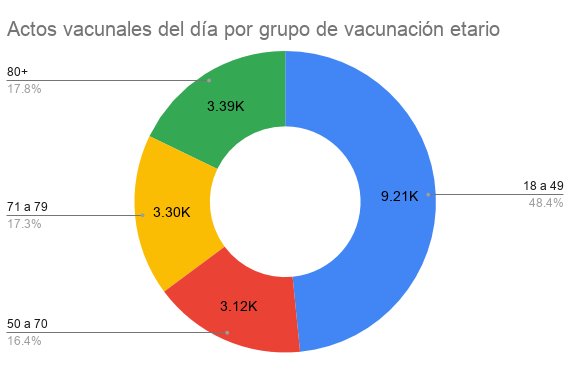 Actos vacunales del día por grupo de vacunación etario
80+
17.8%
3.39K
18 a 49
48.4%
9.21K
71 a 79
17.3%
3.30K
3.12K
50 a 70
16.4%